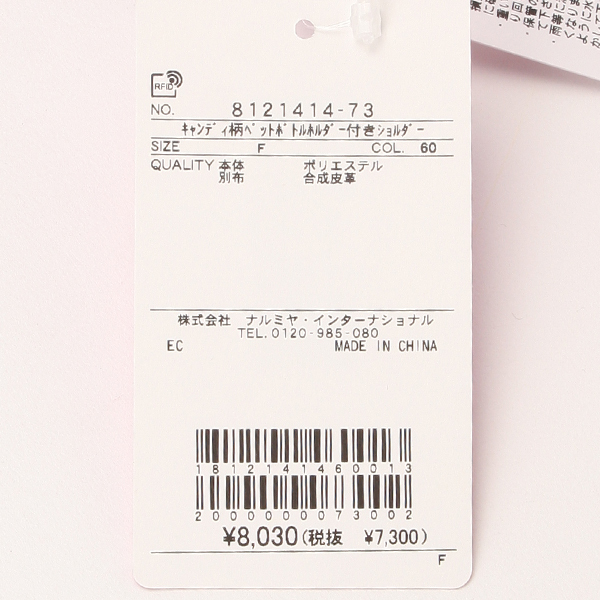 RFID
NO. 8121414-73
ｷｬﾝﾃﾞｨ柄ﾍﾟｯﾄﾎﾞﾄﾙﾎﾙﾀﾞｰ付きｼｮﾙﾀﾞｰ
SIZE F COL. 60
QUALITY 本体 ポリエステル
別布 合成皮革
株式会社 ナルミヤ・インターナショナル
TEL.0120-985-080
EC MADE IN CHINA
1812141460013
2000000073002
¥8,030(税抜 ¥7,300)
F